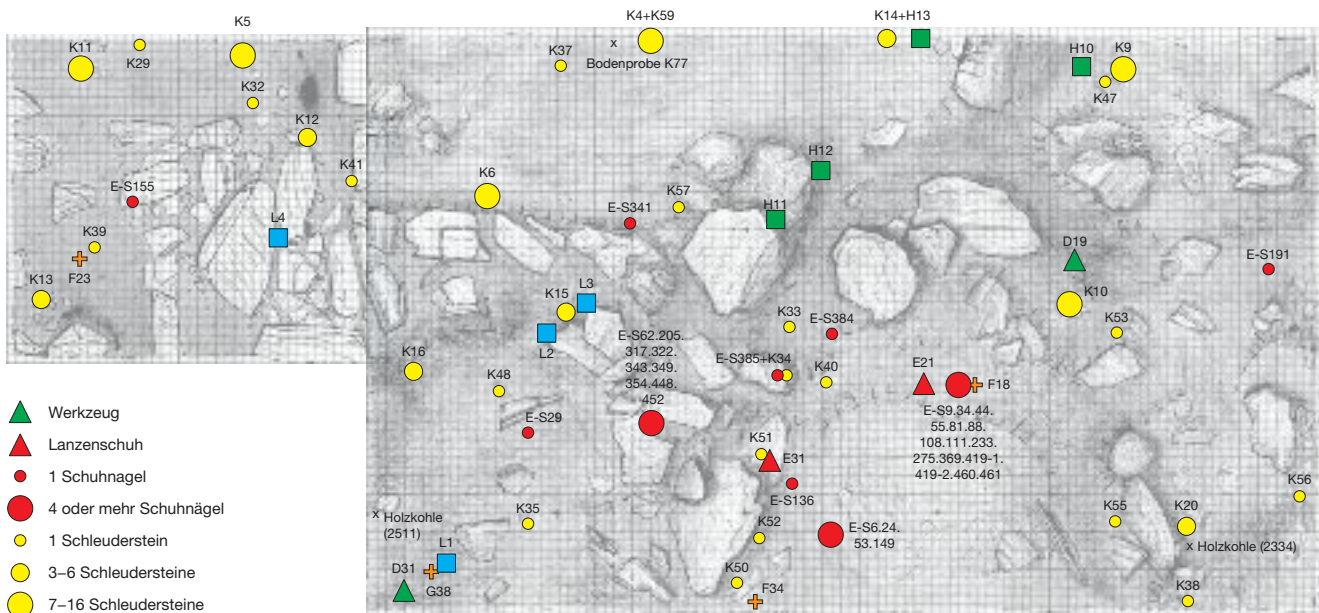 K4+K59
K14+H13
K5
K11
K29
K37
x
Bodenprobe K77
H10
K9
K47
K32
K12
K41
E-S155
H12
K6
K57
E-S341
H11
L4
K39
F23
K13
D19
E-S191
L3
K15
L2
K10
K53
K33
E-S384
E-S62.205.
317.322.
343.349.
354.448.
452
K16
K48
E-S385+K34
K40
E21
F18
E-S9.34.44.
55.81.88.
108.111.233.
275.369.419-1.
419-2.460.461
E-S29
K51
E31
E-S136
K56
K35
x Holzkohle
(2511)
K52
E-S6.24.
53.149
K55
K20
x Holzkohle (2334)
L1
D31
G38
K50
F34
K38
Werkzeug
Lanzenschuh
1 Schuhnagel
4 oder mehr Schuhnägel
1 Schleuderstein
3–6 Schleudersteine
7–16 Schleudersteine